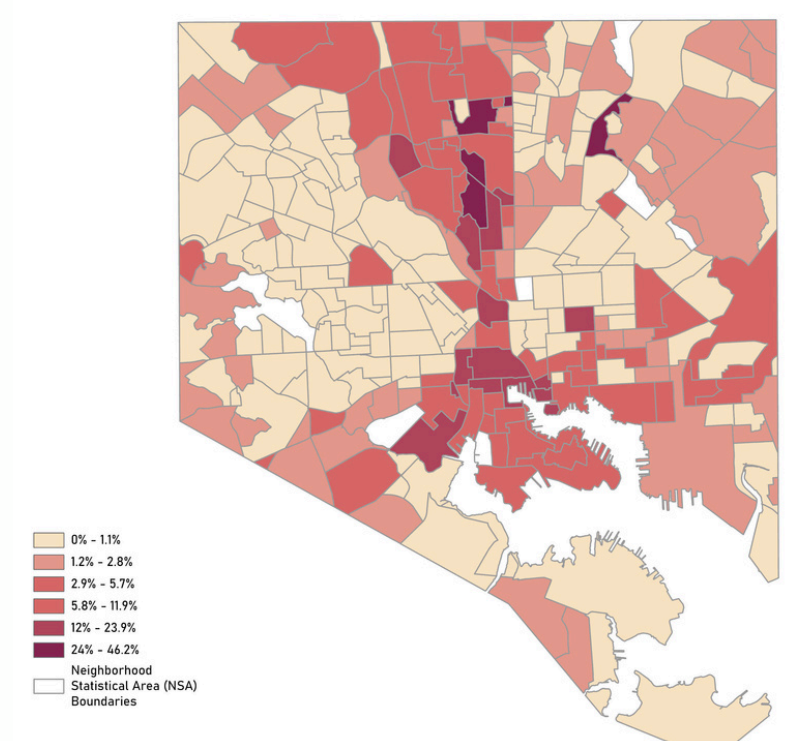 0% - 1.1%
1.2% - 2.8%
2.9% - 5.7%
5.8% - 11.9%
12% - 23.9%
24% - 46.2%
Neighborhood
Statistical Area (NSA)
Boundaries